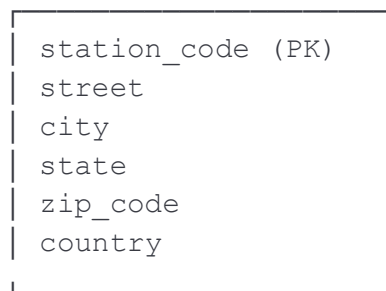 station_code (PK)
street
city
state
zip_code
country